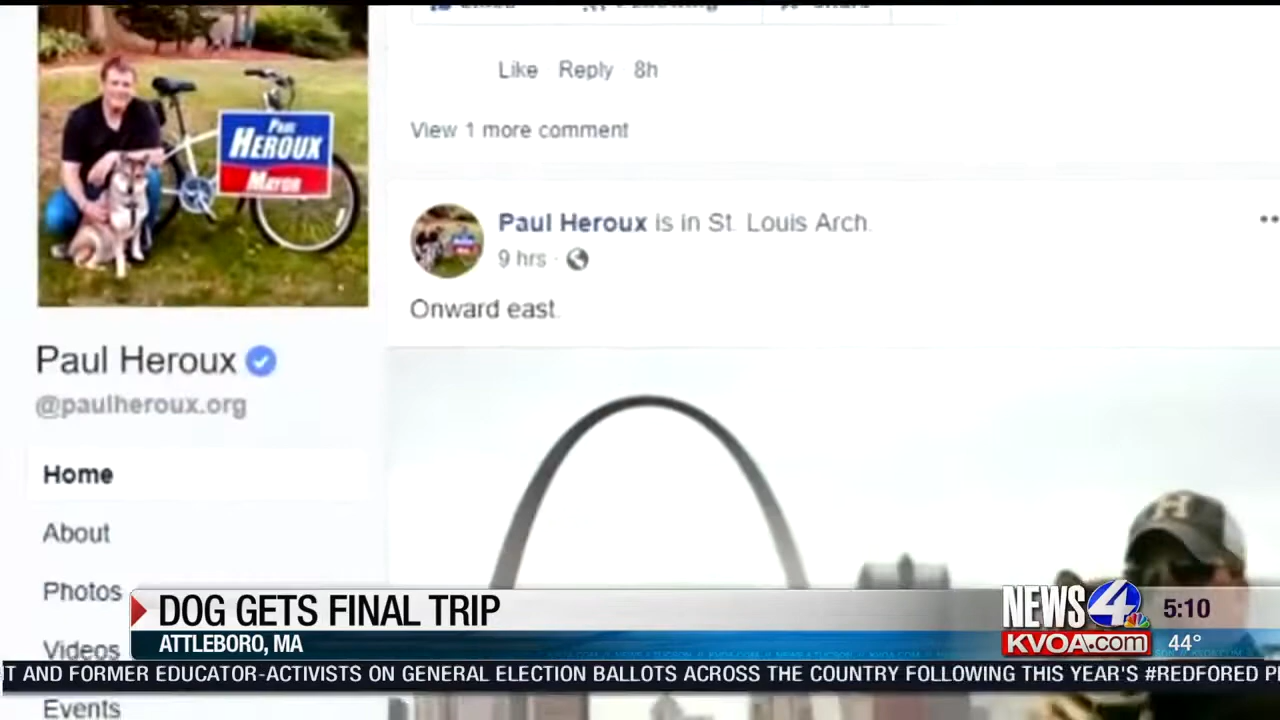 Like Reply 8h
View 1 more comment
Paul
HEROUX
MAYOR
Paul Heroux is in St. Louis Arch.
9 hrs ·
Onward east.
Paul Heroux
@paulheroux.org
Home
About
Photos
Videos
Events
H
DOG GETS FINAL TRIP
ATTLEBORO, MA
NEWS 4
KVOA.com
5:10
44°
T AND FORMER EDUCATOR-ACTIVISTS ON GENERAL ELECTION BALLOTS ACROSS THE COUNTRY FOLLOWING THIS YEAR'S #REDFORED P